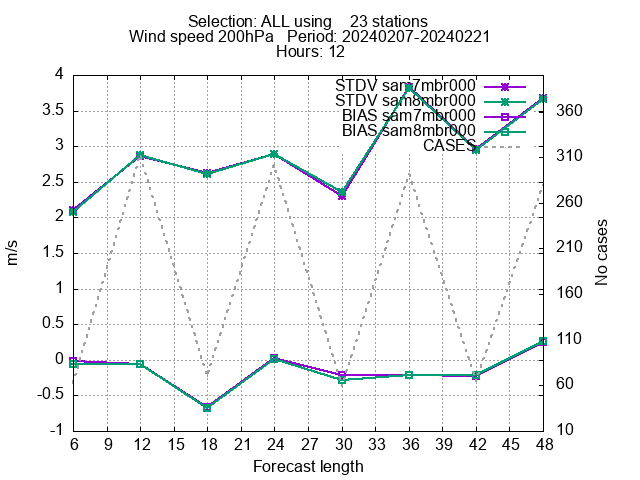 Selection: ALL using    23 stations
Wind speed 200hPa   Period: 20240207-20240221
Hours: 12
STDV sam7mbr000
STDV sam8mbr000
BIAS sam7mbr000
BIAS sam8mbr000
CASES
4
3.5
3
2.5
2
1.5
1
0.5
0
-0.5
-1
m/s
360
310
260
210
160
110
60
10
No cases
6 9 12 15 18 21 24 27 30 33 36 39 42 45 48
Forecast length